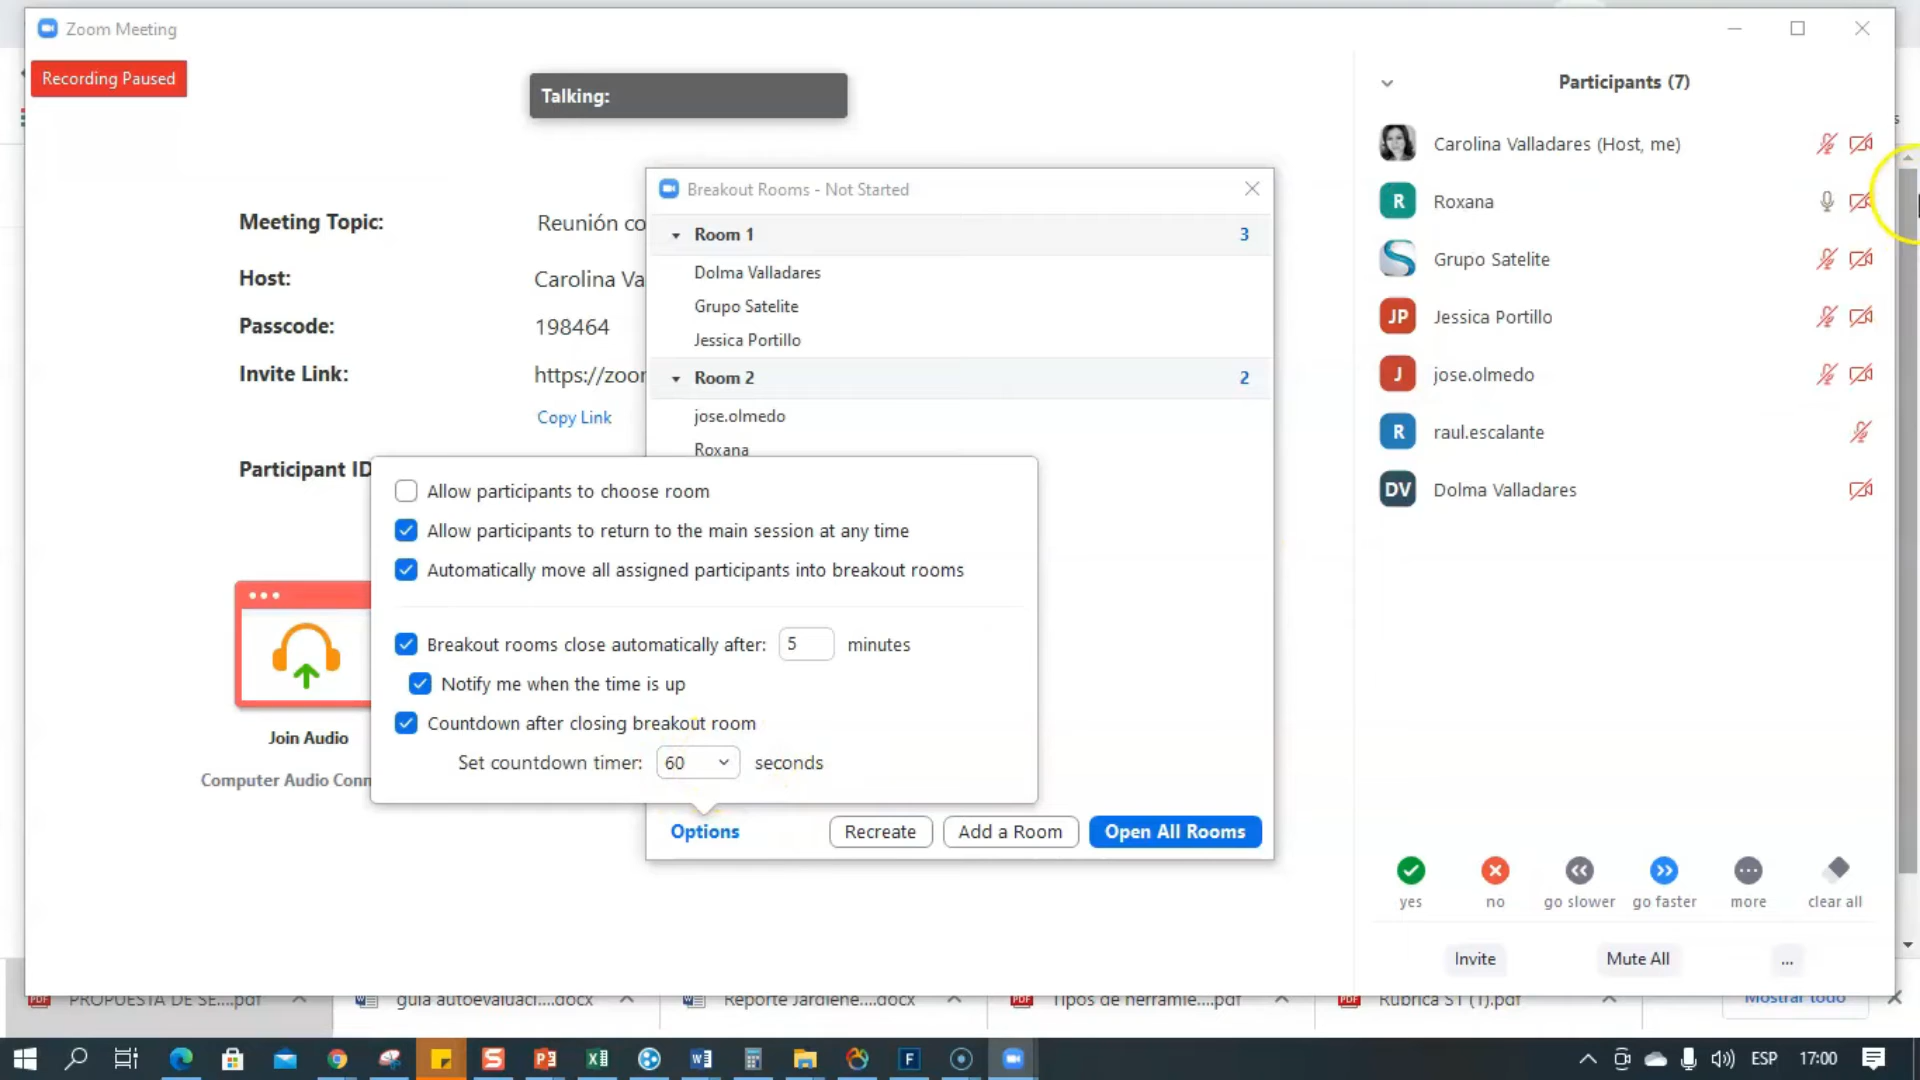 Zoom Meeting
Recording Paused
Talking:
Meeting Topic: Reunión co
Host: Carolina Va
Passcode: 198464
Invite Link: https://zoor
Copy Link
Participant ID
Join Audio
Computer Audio Conn
Breakout Rooms - Not Started
Room 1 3
Dolma Valladares
Grupo Satelite
Jessica Portillo
Room 2 2
jose.olmedo
Roxana
Allow participants to choose room
Allow participants to return to the main session at any time
Automatically move all assigned participants into breakout rooms
Breakout rooms close automatically after: 5 minutes
Notify me when the time is up
Countdown after closing breakout room
Set countdown timer: 60 seconds
Options Recreate Add a Room Open All Rooms
Participants (7)
Carolina Valladares (Host, me)
R Roxana
Grupo Satelite
JP Jessica Portillo
J jose.olmedo
R raul.escalante
DV Dolma Valladares
yes no go slower go faster more clear all
Invite Mute All ...
PROPUESTA DE SE....pdf guia autoevaluaci....docx Reporte Jardiene....docx Tipos de herramie....pdf Rubrica S1 (1).pdf Mostrar todo
ESP 17:00